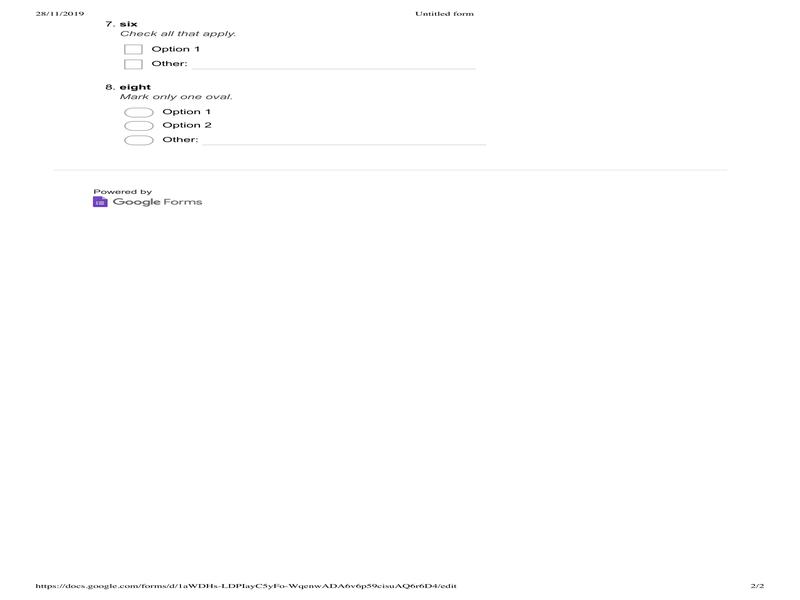 28/11/2019 Untitled form
7. six
Check all that apply.
Option 1
Other:
8. eight
Mark only one oval.
Option 1
Option 2
Other:
Powered by
Google Forms
https://docs.google.com/forms/d/1aWDHs-LDPIayC5yFo-WqenwADA6v6p59cisuAQ6r6D4/edit 2/2